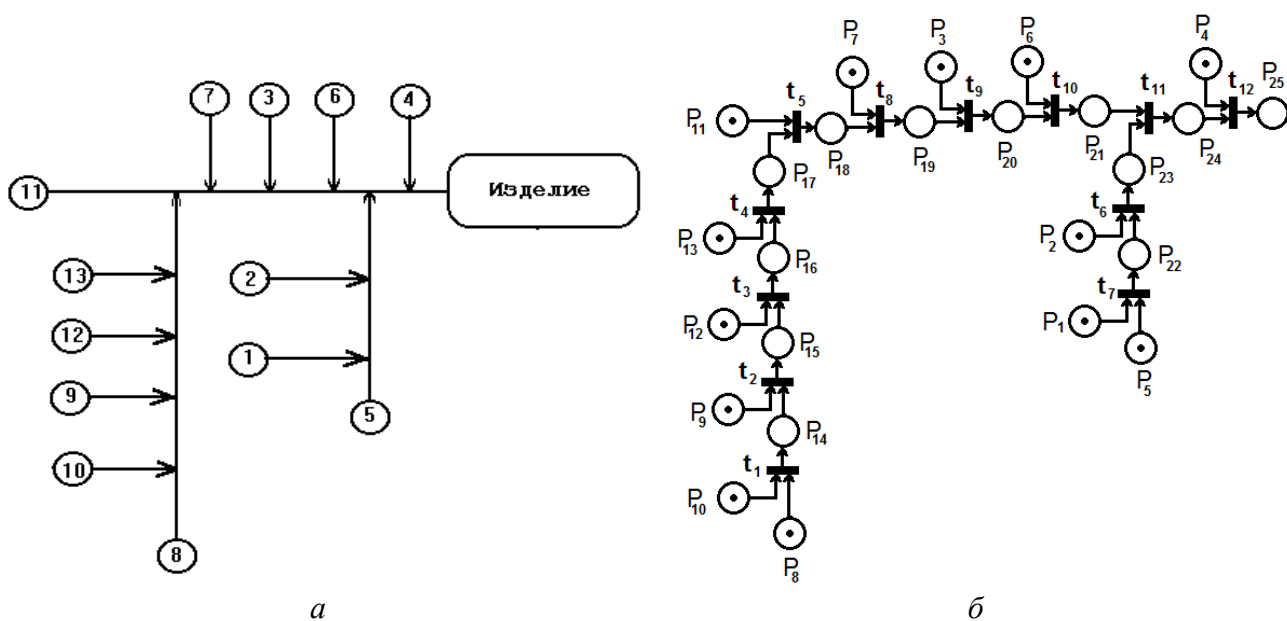 7 3 6 4
11
Изделие
13
12
9
10
8
2
1
5
а
P7 P3 P6 P4 P25
P11 t5 t8 t9 t10 t11 t12
P17 P18 P19 P20 P21 P23 P24
t4 t6
P13 P16 P2 P22
t3 t7
P12 P15 P1 P5
t2
P9 P14
t1
P10
P8
б